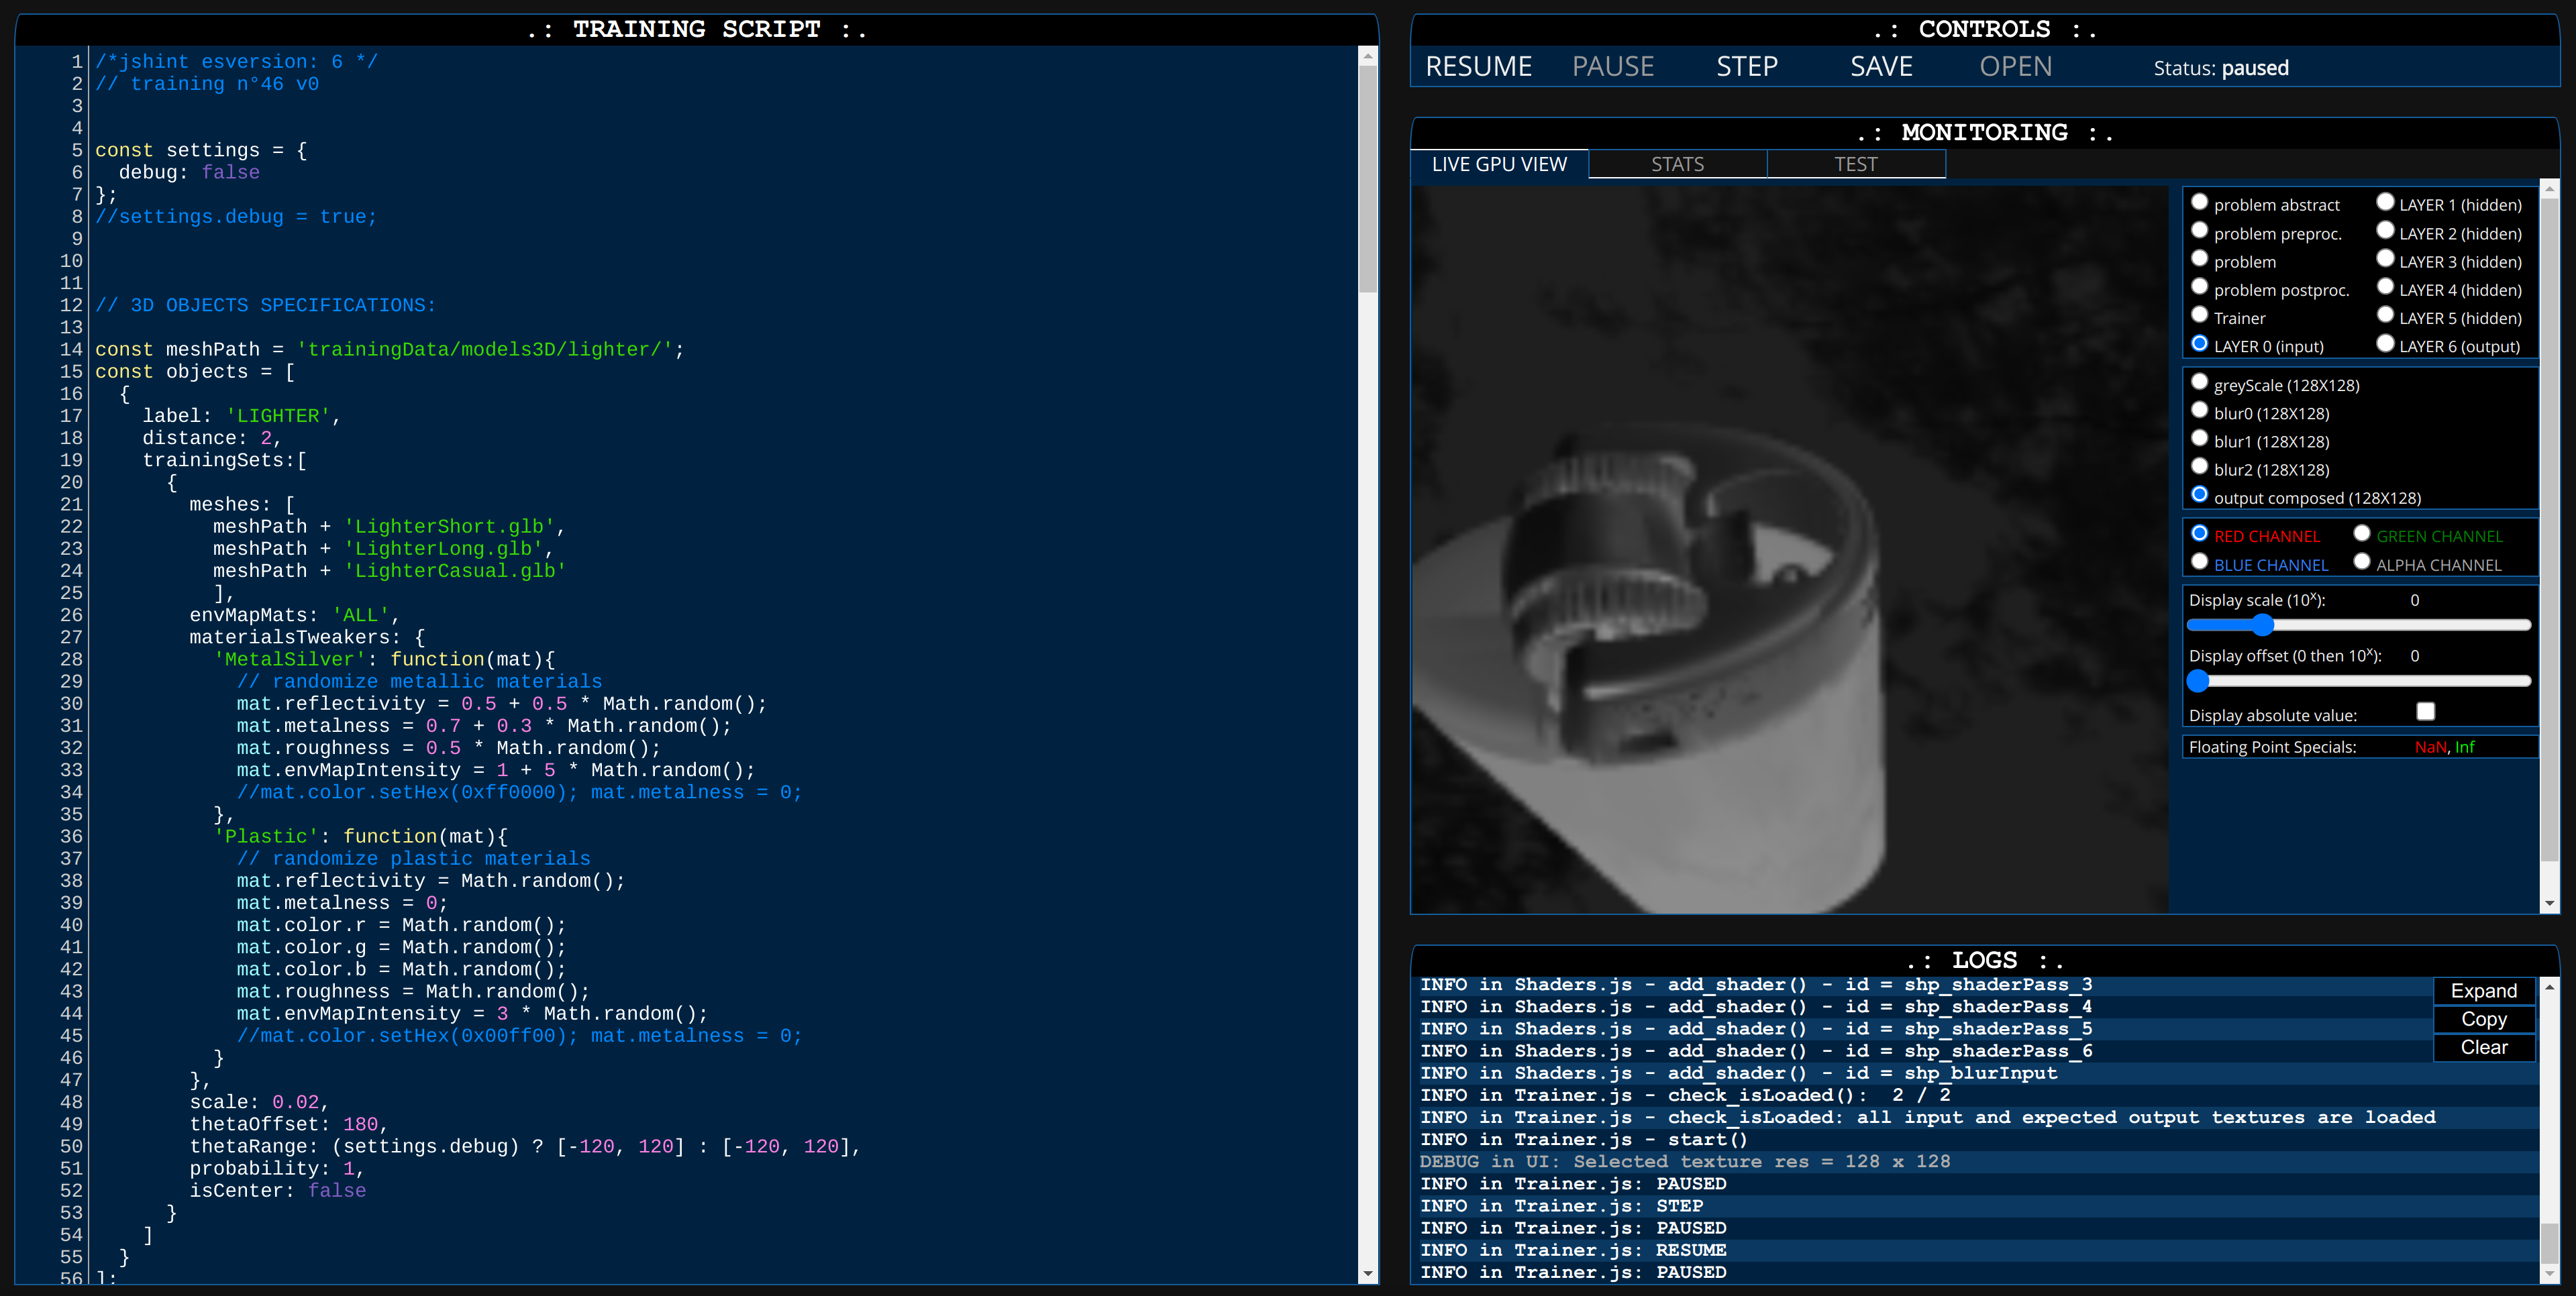 .: TRAINING SCRIPT :.
1 /*jshint esversion: 6 */
2 // training n°46 v0
3
4
5 const settings = {
6 debug: false
7 };
8 //settings.debug = true;
9
10
11
12 // 3D OBJECTS SPECIFICATIONS:
13
14 const meshPath = 'trainingData/models3D/lighter/';
15 const objects = [
16 {
17 label: 'LIGHTER',
18 distance: 2,
19 trainingSets:[
20 {
21 meshes: [
22 meshPath + 'LighterShort.glb',
23 meshPath + 'LighterLong.glb',
24 meshPath + 'LighterCasual.glb'
25 ],
26 envMapMats: 'ALL',
27 materialsTweakers: {
28 'MetalSilver': function(mat){
29 // randomize metallic materials
30 mat.reflectivity = 0.5 + 0.5 * Math.random();
31 mat.metalness = 0.7 + 0.3 * Math.random();
32 mat.roughness = 0.5 * Math.random();
33 mat.envMapIntensity = 1 + 5 * Math.random();
34 //mat.color.setHex(0xff0000); mat.metalness = 0;
35 },
36 'Plastic': function(mat){
37 // randomize plastic materials
38 mat.reflectivity = Math.random();
39 mat.metalness = 0;
40 mat.color.r = Math.random();
41 mat.color.g = Math.random();
42 mat.color.b = Math.random();
43 mat.roughness = Math.random();
44 mat.envMapIntensity = 3 * Math.random();
45 //mat.color.setHex(0x00ff00); mat.metalness = 0;
46 }
47 },
48 scale: 0.02,
49 thetaOffset: 180,
50 thetaRange: (settings.debug) ? [-120, 120] : [-120, 120],
51 probability: 1,
52 isCenter: false
53 }
54 ]
55 }
56 ];
.: CONTROLS :.
RESUME PAUSE STEP SAVE OPEN Status: paused
.: MONITORING :.
LIVE GPU VIEW STATS TEST
problem abstract LAYER 1 (hidden)
problem preproc. LAYER 2 (hidden)
problem LAYER 3 (hidden)
problem postproc. LAYER 4 (hidden)
Trainer LAYER 5 (hidden)
LAYER 0 (input) LAYER 6 (output)
greyScale (128X128)
blur0 (128X128)
blur1 (128X128)
blur2 (128X128)
output composed (128X128)
RED CHANNEL GREEN CHANNEL
BLUE CHANNEL ALPHA CHANNEL
Display scale (10x): 0
Display offset (0 then 10x): 0
Display absolute value:
Floating Point Specials: NaN, Inf
.: LOGS :.
INFO in Shaders.js - add_shader() - id = shp_shaderPass_3
INFO in Shaders.js - add_shader() - id = shp_shaderPass_4
INFO in Shaders.js - add_shader() - id = shp_shaderPass_5
INFO in Shaders.js - add_shader() - id = shp_shaderPass_6
INFO in Shaders.js - add_shader() - id = shp_blurInput
INFO in Trainer.js - check_isLoaded(): 2 / 2
INFO in Trainer.js - check_isLoaded: all input and expected output textures are loaded
INFO in Trainer.js - start()
DEBUG in UI: Selected texture res = 128 x 128
INFO in Trainer.js: PAUSED
INFO in Trainer.js: STEP
INFO in Trainer.js: PAUSED
INFO in Trainer.js: RESUME
INFO in Trainer.js: PAUSED
Expand
Copy
Clear